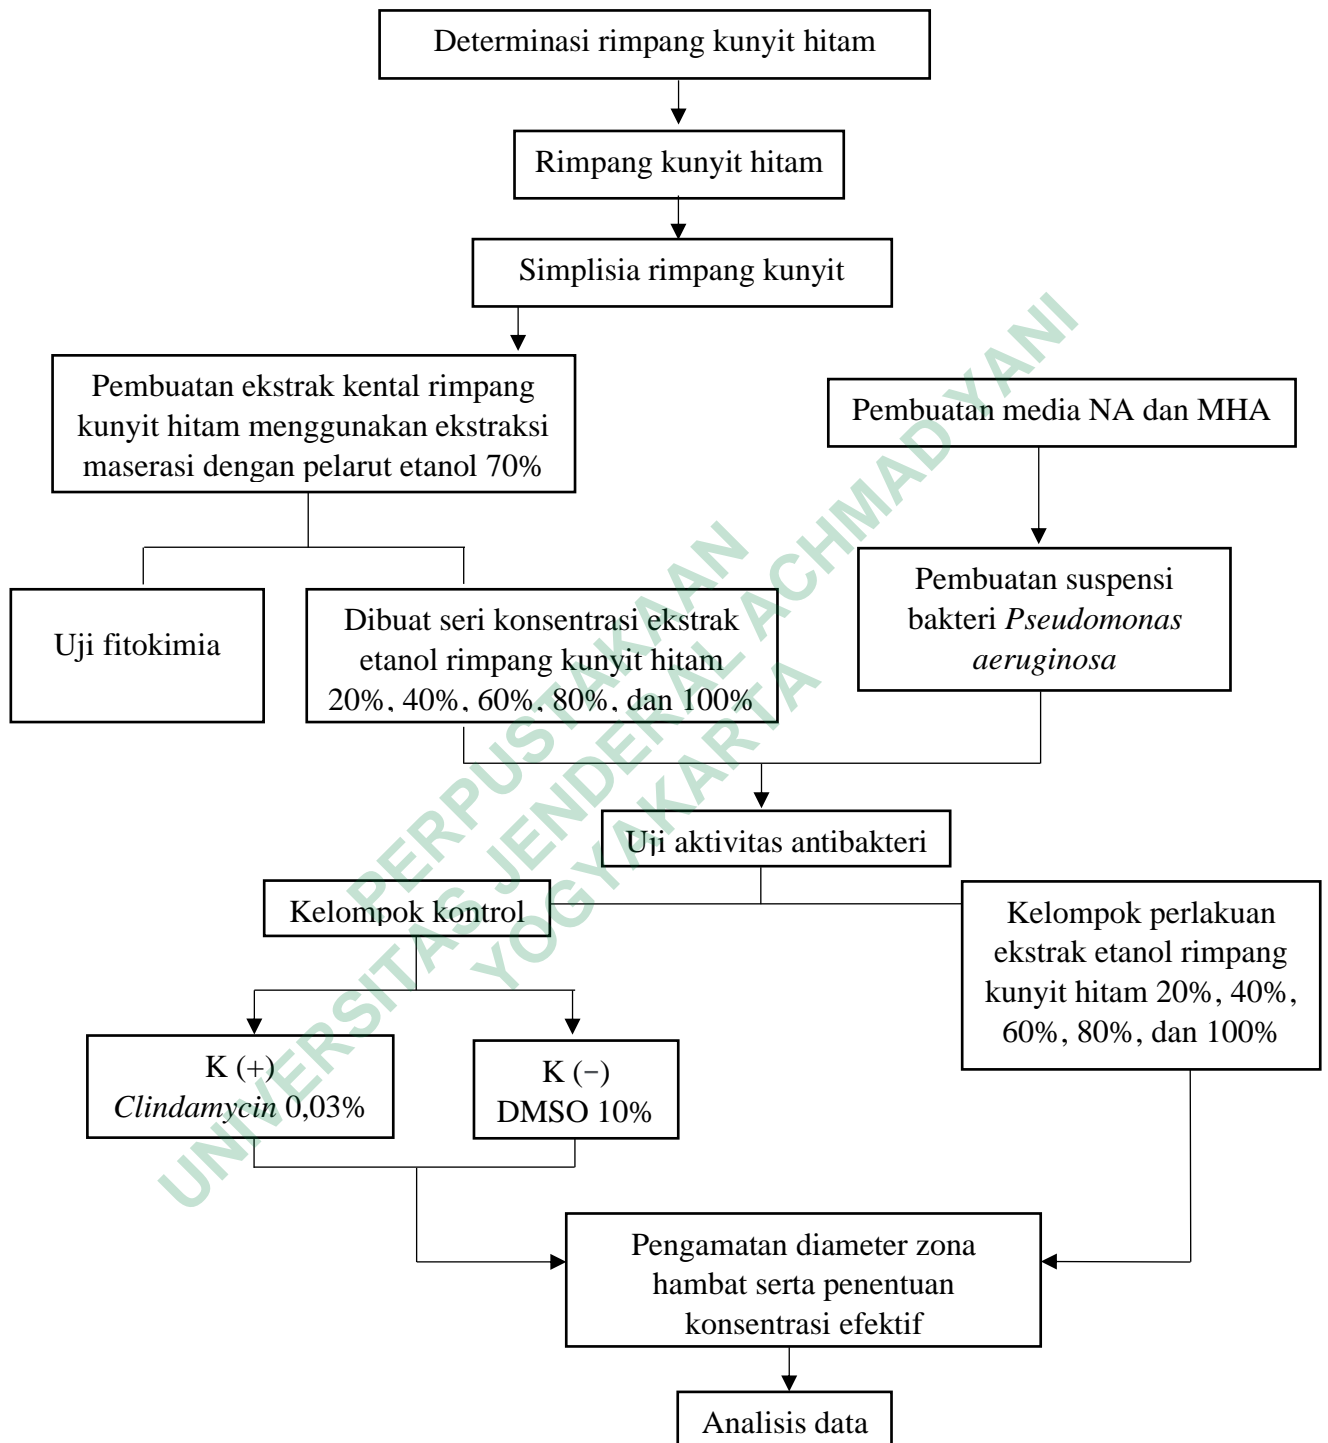 Determinasi rimpang kunyit hitam
Rimpang kunyit hitam
Simplisia rimpang kunyit
Pembuatan ekstrak kental rimpang
kunyit hitam menggunakan ekstraksi
maserasi dengan pelarut etanol 70%
Pembuatan media NA dan MHA
Uji fitokimia
Dibuat seri konsentrasi ekstrak
etanol rimpang kunyit hitam
20%, 40%, 60%, 80%, dan 100%
Pembuatan suspensi
bakteri Pseudomonas
aeruginosa
Uji aktivitas antibakteri
Kelompok kontrol
Kelompok perlakuan
ekstrak etanol rimpang
kunyit hitam 20%, 40%,
60%, 80%, dan 100%
K (+)
Clindamycin 0,03%
K (−)
DMSO 10%
Pengamatan diameter zona
hambat serta penentuan
konsentrasi efektif
Analisis data
PERPUSTAKAAN
UNIVERSITAS JENDERAL ACHMAD YANI
YOGYAKARTA